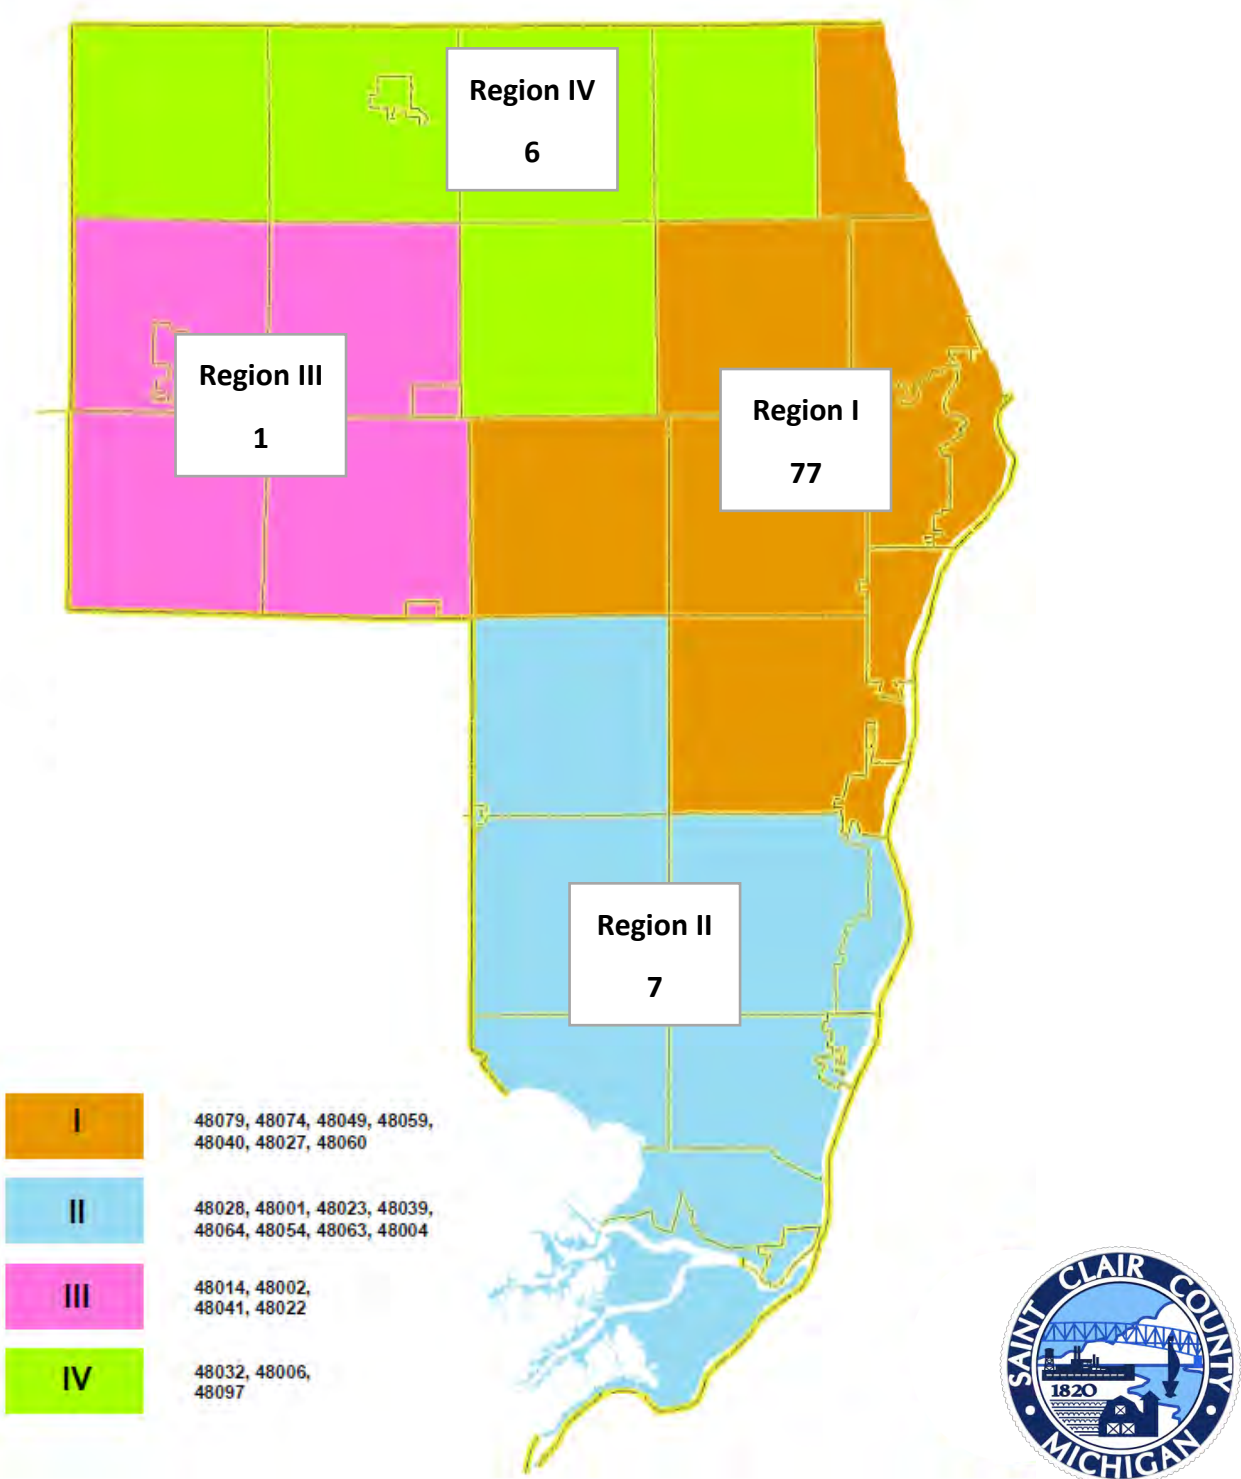 Region IV
6
Region III
1
Region I
77
Region II
7
I
48079, 48074, 48049, 48059,
48040, 48027, 48060
II
48028, 48001, 48023, 48039,
48064, 48054, 48063, 48004
III
48014, 48002,
48041, 48022
IV
48032, 48006,
48097
SAINT CLAIR COUNTY
1820
MICHIGAN